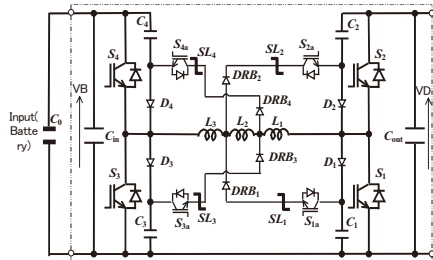 C4
C2
S4a
SL4
SL2
S2a
S4
S2
DRB2
VB
DRB4
VD
Input(
Batte
ry)
C0
D4
D2
Cin
L3
L2
L1
Cout
D3
DRB3
D1
S3
DRB1
S1
C3
S3a
SL3
SL1
S1a
C1